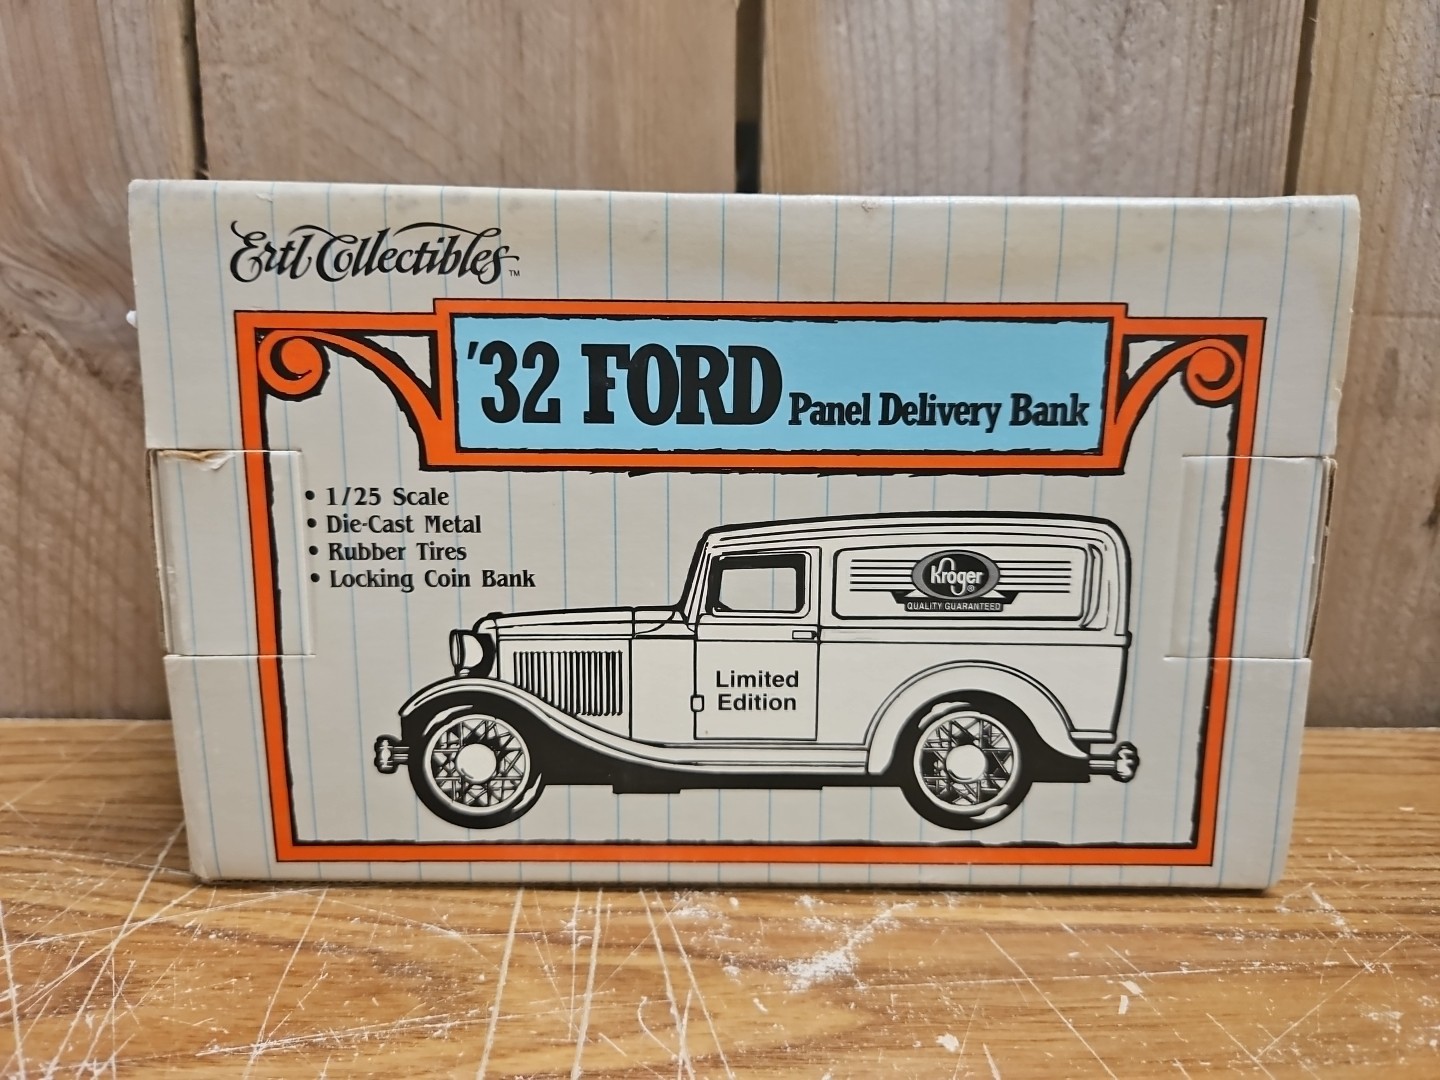 Ertl Collectibles™
'32 FORD Panel Delivery Bank
• 1/25 Scale
• Die-Cast Metal
• Rubber Tires
• Locking Coin Bank
Kroger®
QUALITY GUARANTEED
Limited
Edition